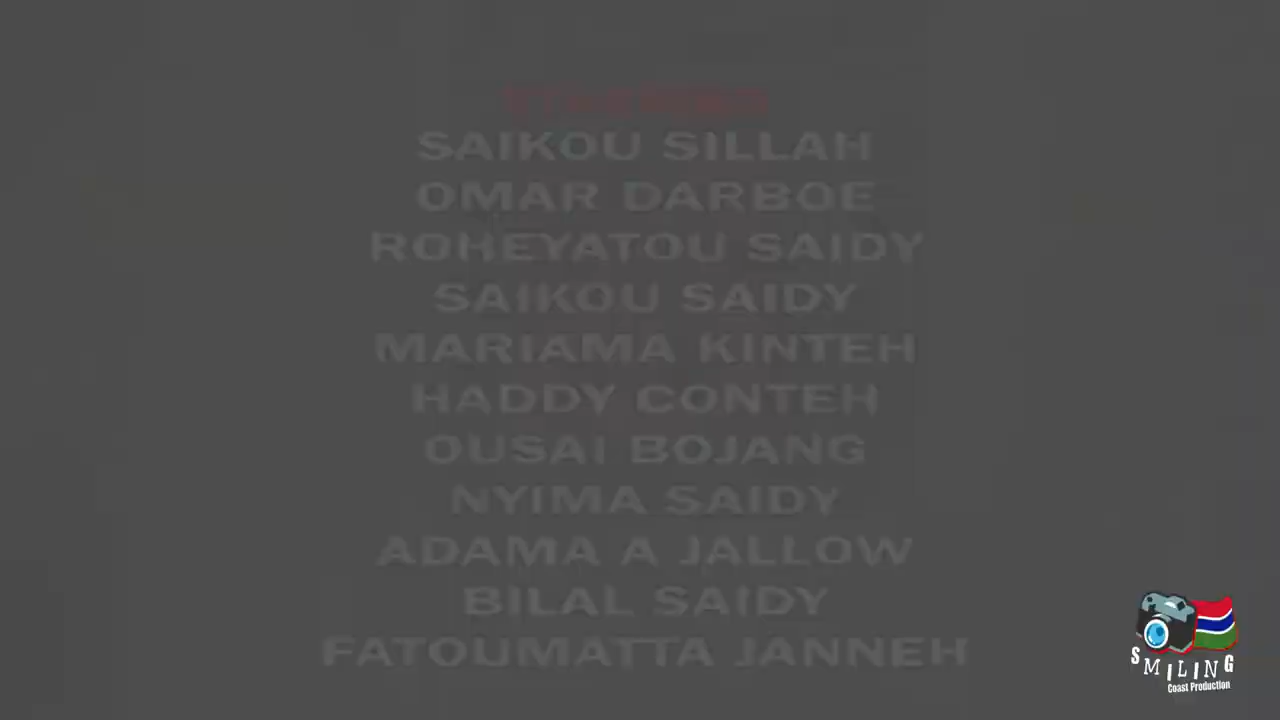 STARRING
SAIKOU SILLAH
OMAR DARBOE
ROHEYATOU SAIDY
SAIKOU SAIDY
MARIAMA KINTEH
HADDY CONTEH
OUSAI BOJANG
NYIMA SAIDY
ADAMA A JALLOW
BILAL SAIDY
FATOUMATTA JANNEH
SMILING
Coast Production